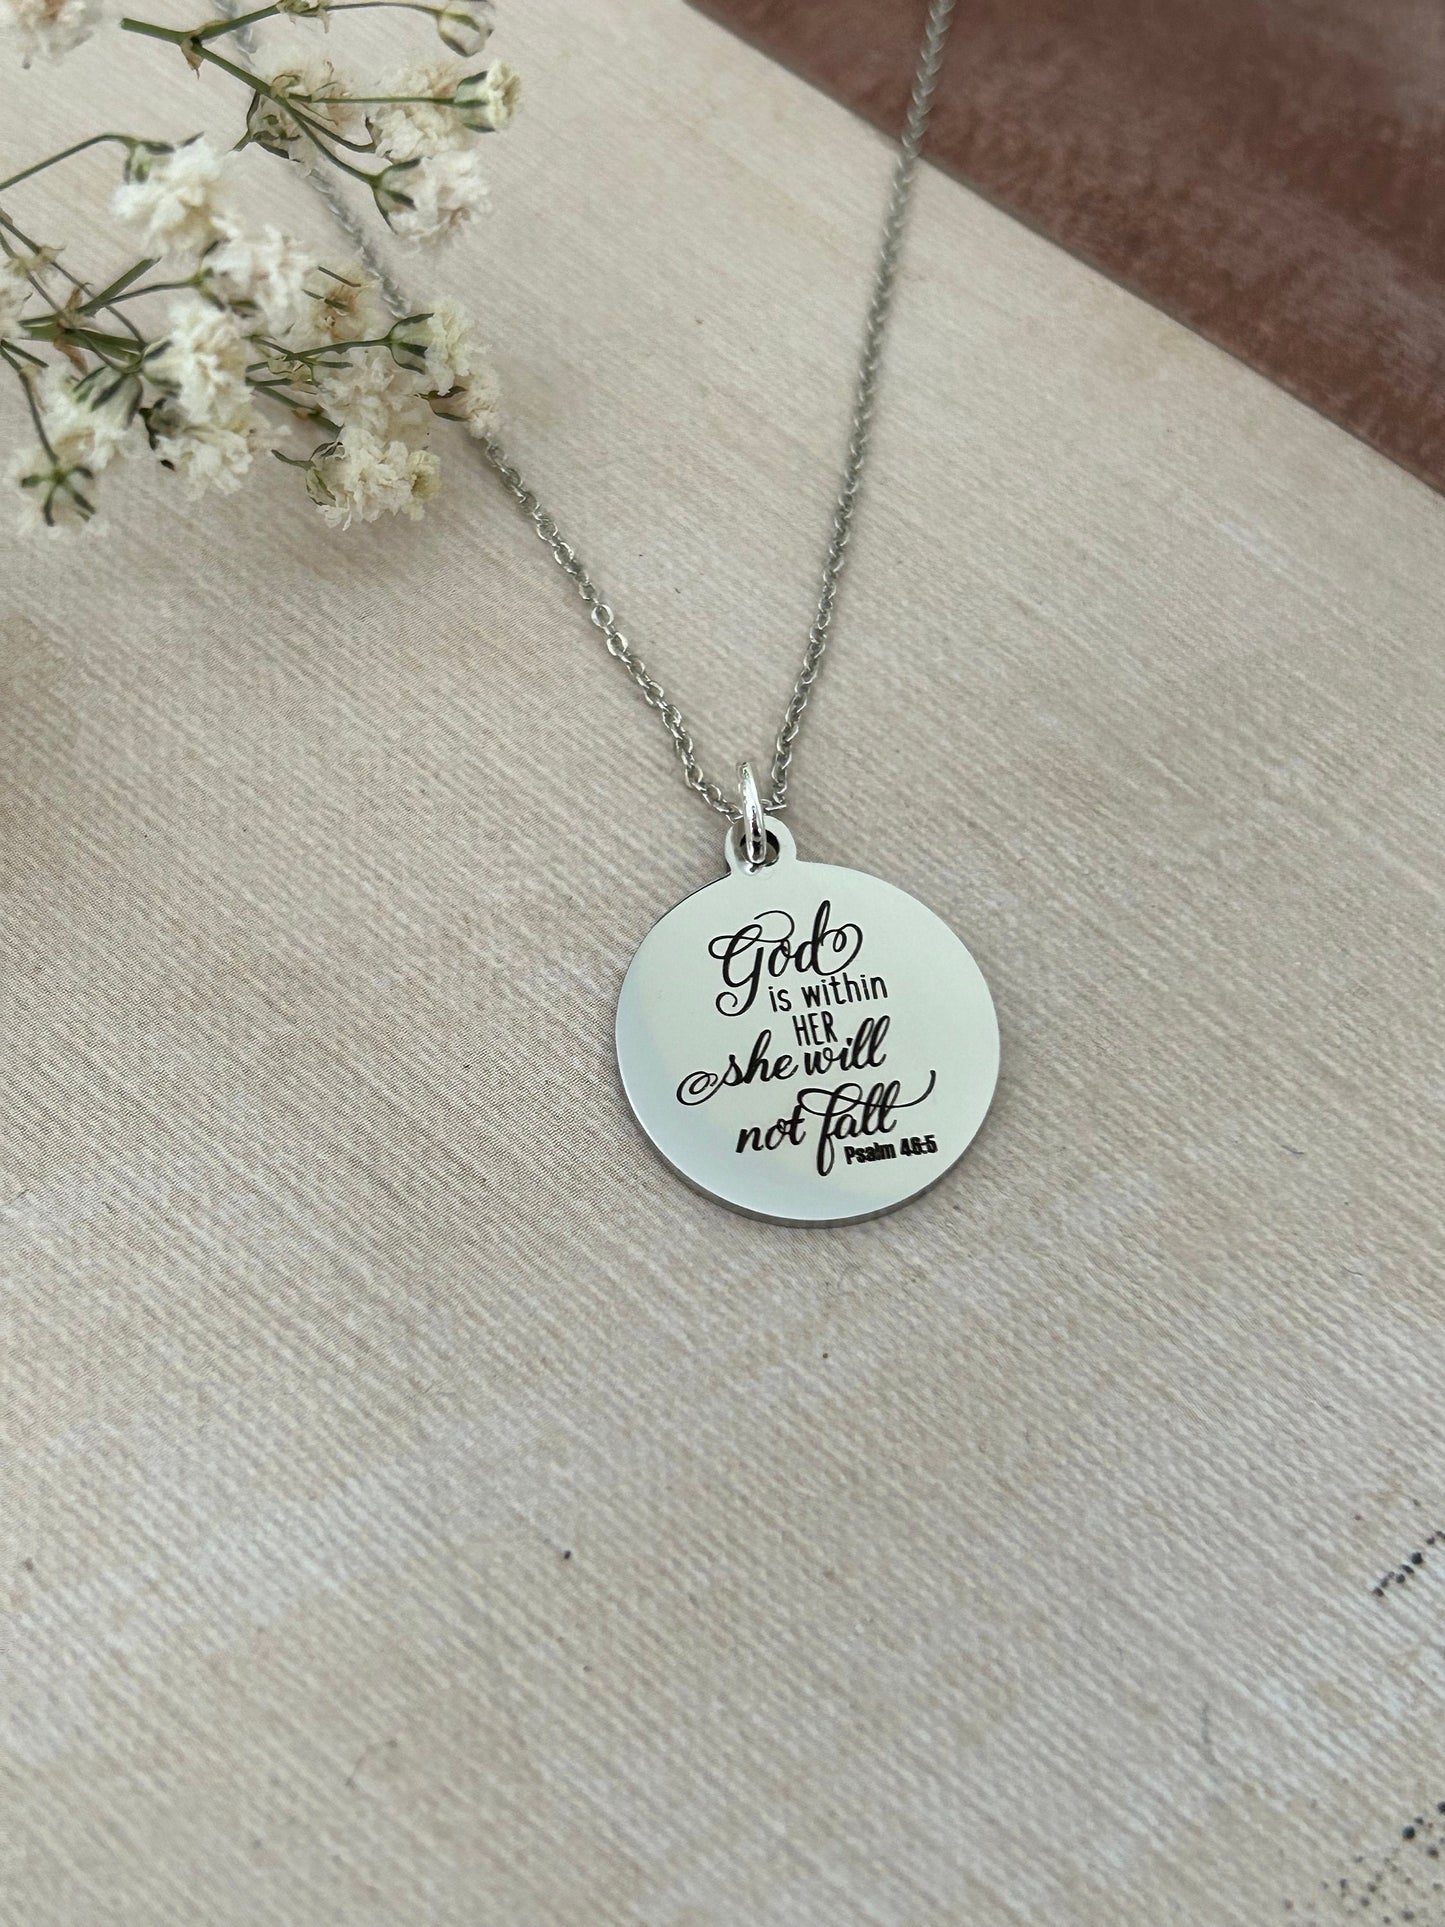 God
is within
HER
she will
not fall
Psalm 46:5